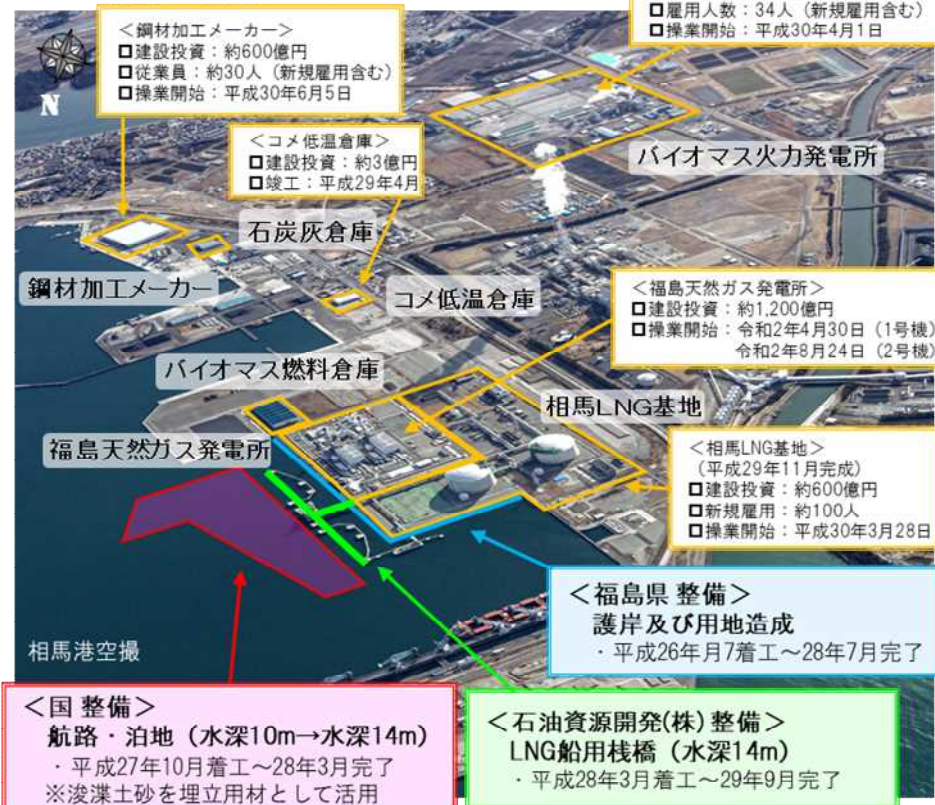 ＜鋼材加工メーカー＞
□建設投資：約600億円
□従業員：約30人（新規雇用含む）
□操業開始：平成30年6月5日
N
□雇用人数：34人（新規雇用含む）
□操業開始：平成30年4月1日
＜コメ低温倉庫＞
□建設投資：約3億円
□竣工：平成29年4月
バイオマス火力発電所
石炭灰倉庫
鋼材加工メーカー
コメ低温倉庫
＜福島天然ガス発電所＞
□建設投資：約1,200億円
□操業開始：令和2年4月30日（1号機）
令和2年8月24日（2号機）
バイオマス燃料倉庫
相馬LNG基地
福島天然ガス発電所
＜相馬LNG基地＞
（平成29年11月完成）
□建設投資：約600億円
□新規雇用：約100人
□操業開始：平成30年3月28日
＜福島県 整備＞
護岸及び用地造成
・平成26年月7着工～28年7月完了
相馬港空撮
＜国 整備＞
航路・泊地（水深10m→水深14m）
・平成27年10月着工～28年3月完了
※浚渫土砂を埋立用材として活用
＜石油資源開発(株) 整備＞
LNG船用桟橋（水深14m）
・平成28年3月着工～29年9月完了